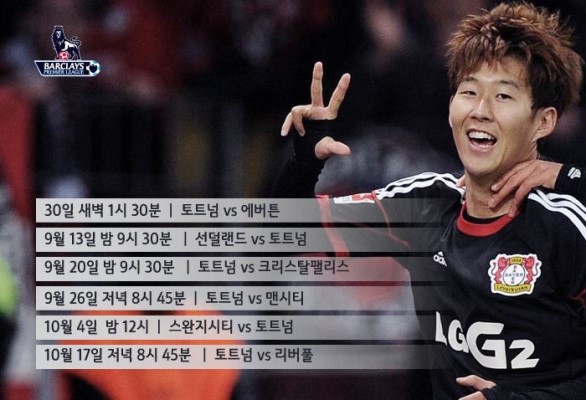 BARCLAYS
PREMIER LEAGUE
30일 새벽 1시 30분 | 토트넘 vs 에버튼
9월 13일 밤 9시 30분 | 선덜랜드 vs 토트넘
9월 20일 밤 9시 30분 | 토트넘 vs 크리스탈팰리스
9월 26일 저녁 8시 45분 | 토트넘 vs 맨시티
10월 4일 밤 12시 | 스완지시티 vs 토트넘
10월 17일 저녁 8시 45분 | 토트넘 vs 리버풀
adidas
BAYER
LG G2